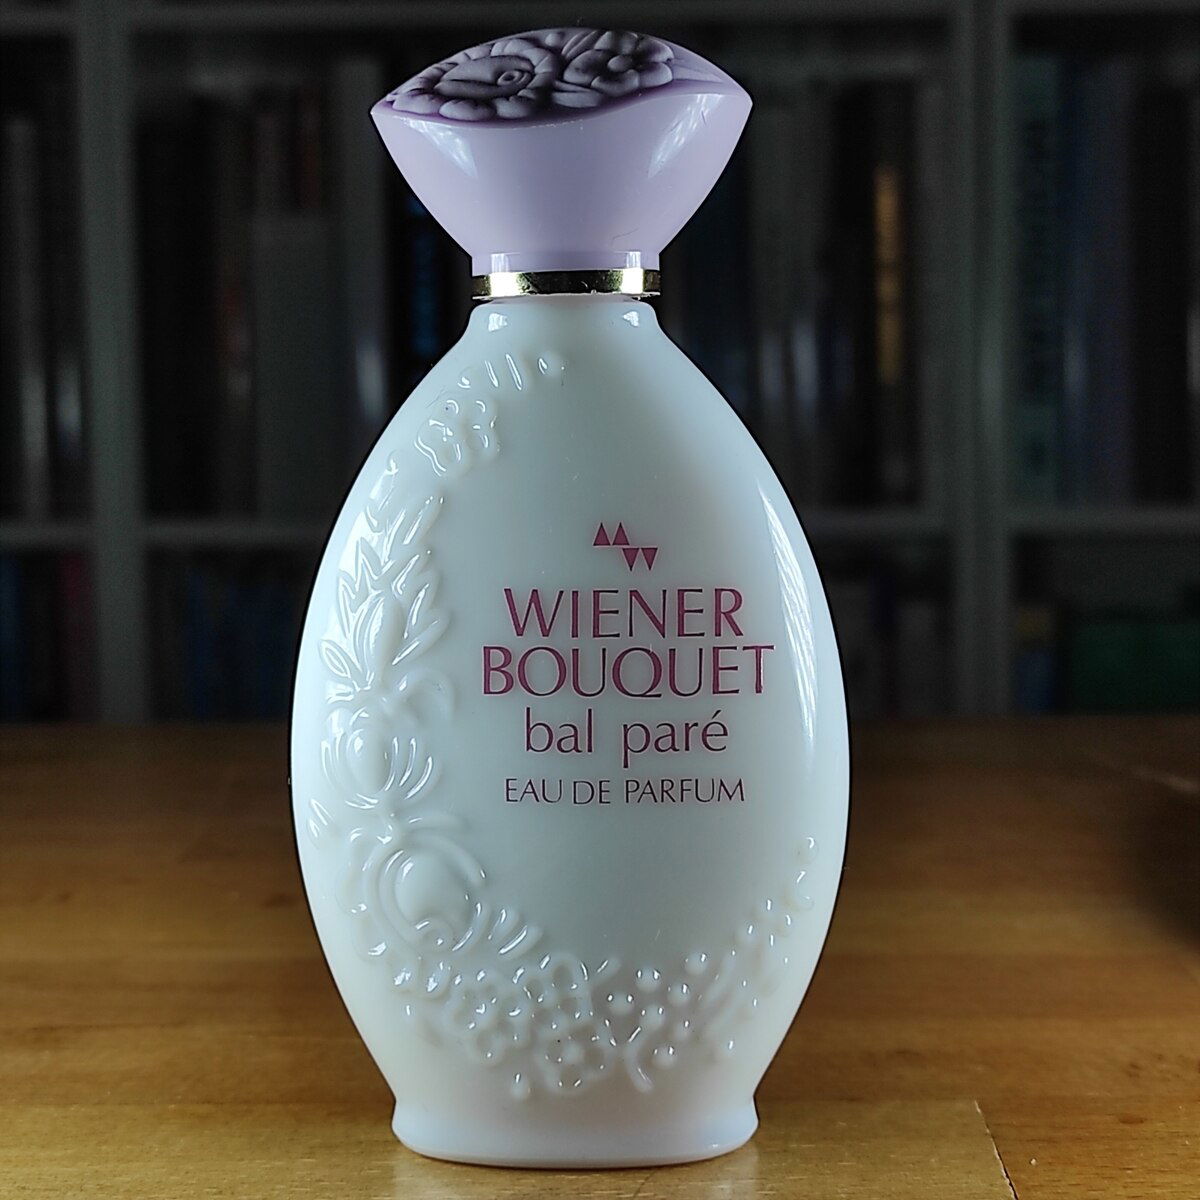 WIENER
BOUQUET
bal paré
EAU DE PARFUM